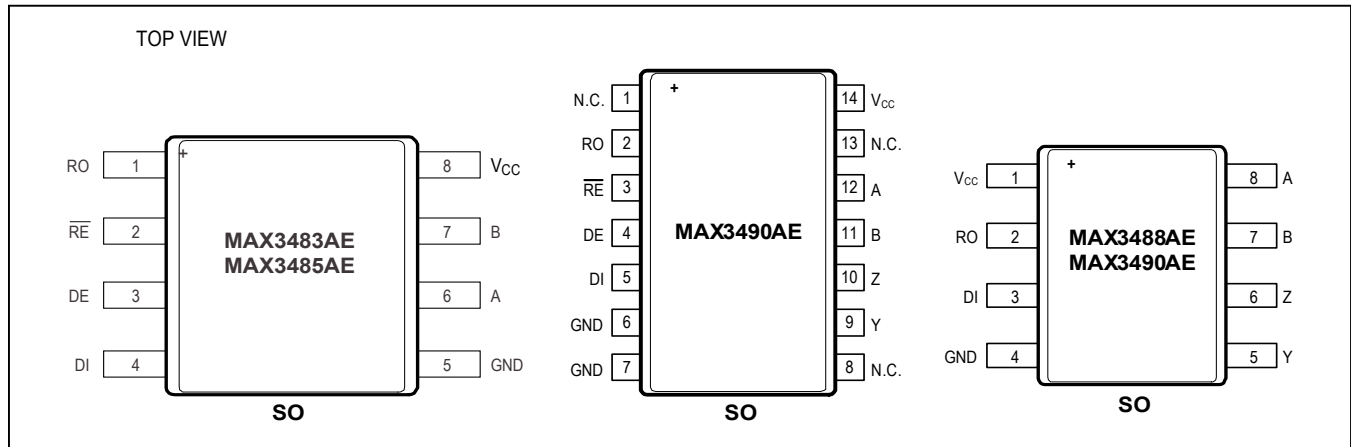 TOP VIEW
RO 1
R̅E̅ 2
DE 3
DI 4
MAX3483AE
MAX3485AE
8 VCC
7 B
6 A
5 GND
SO
N.C. 1
RO 2
R̅E̅ 3
DE 4
DI 5
GND 6
GND 7
MAX3490AE
14 VCC
13 N.C.
12 A
11 B
10 Z
9 Y
8 N.C.
SO
VCC 1
RO 2
DI 3
GND 4
MAX3488AE
MAX3490AE
8 A
7 B
6 Z
5 Y
SO